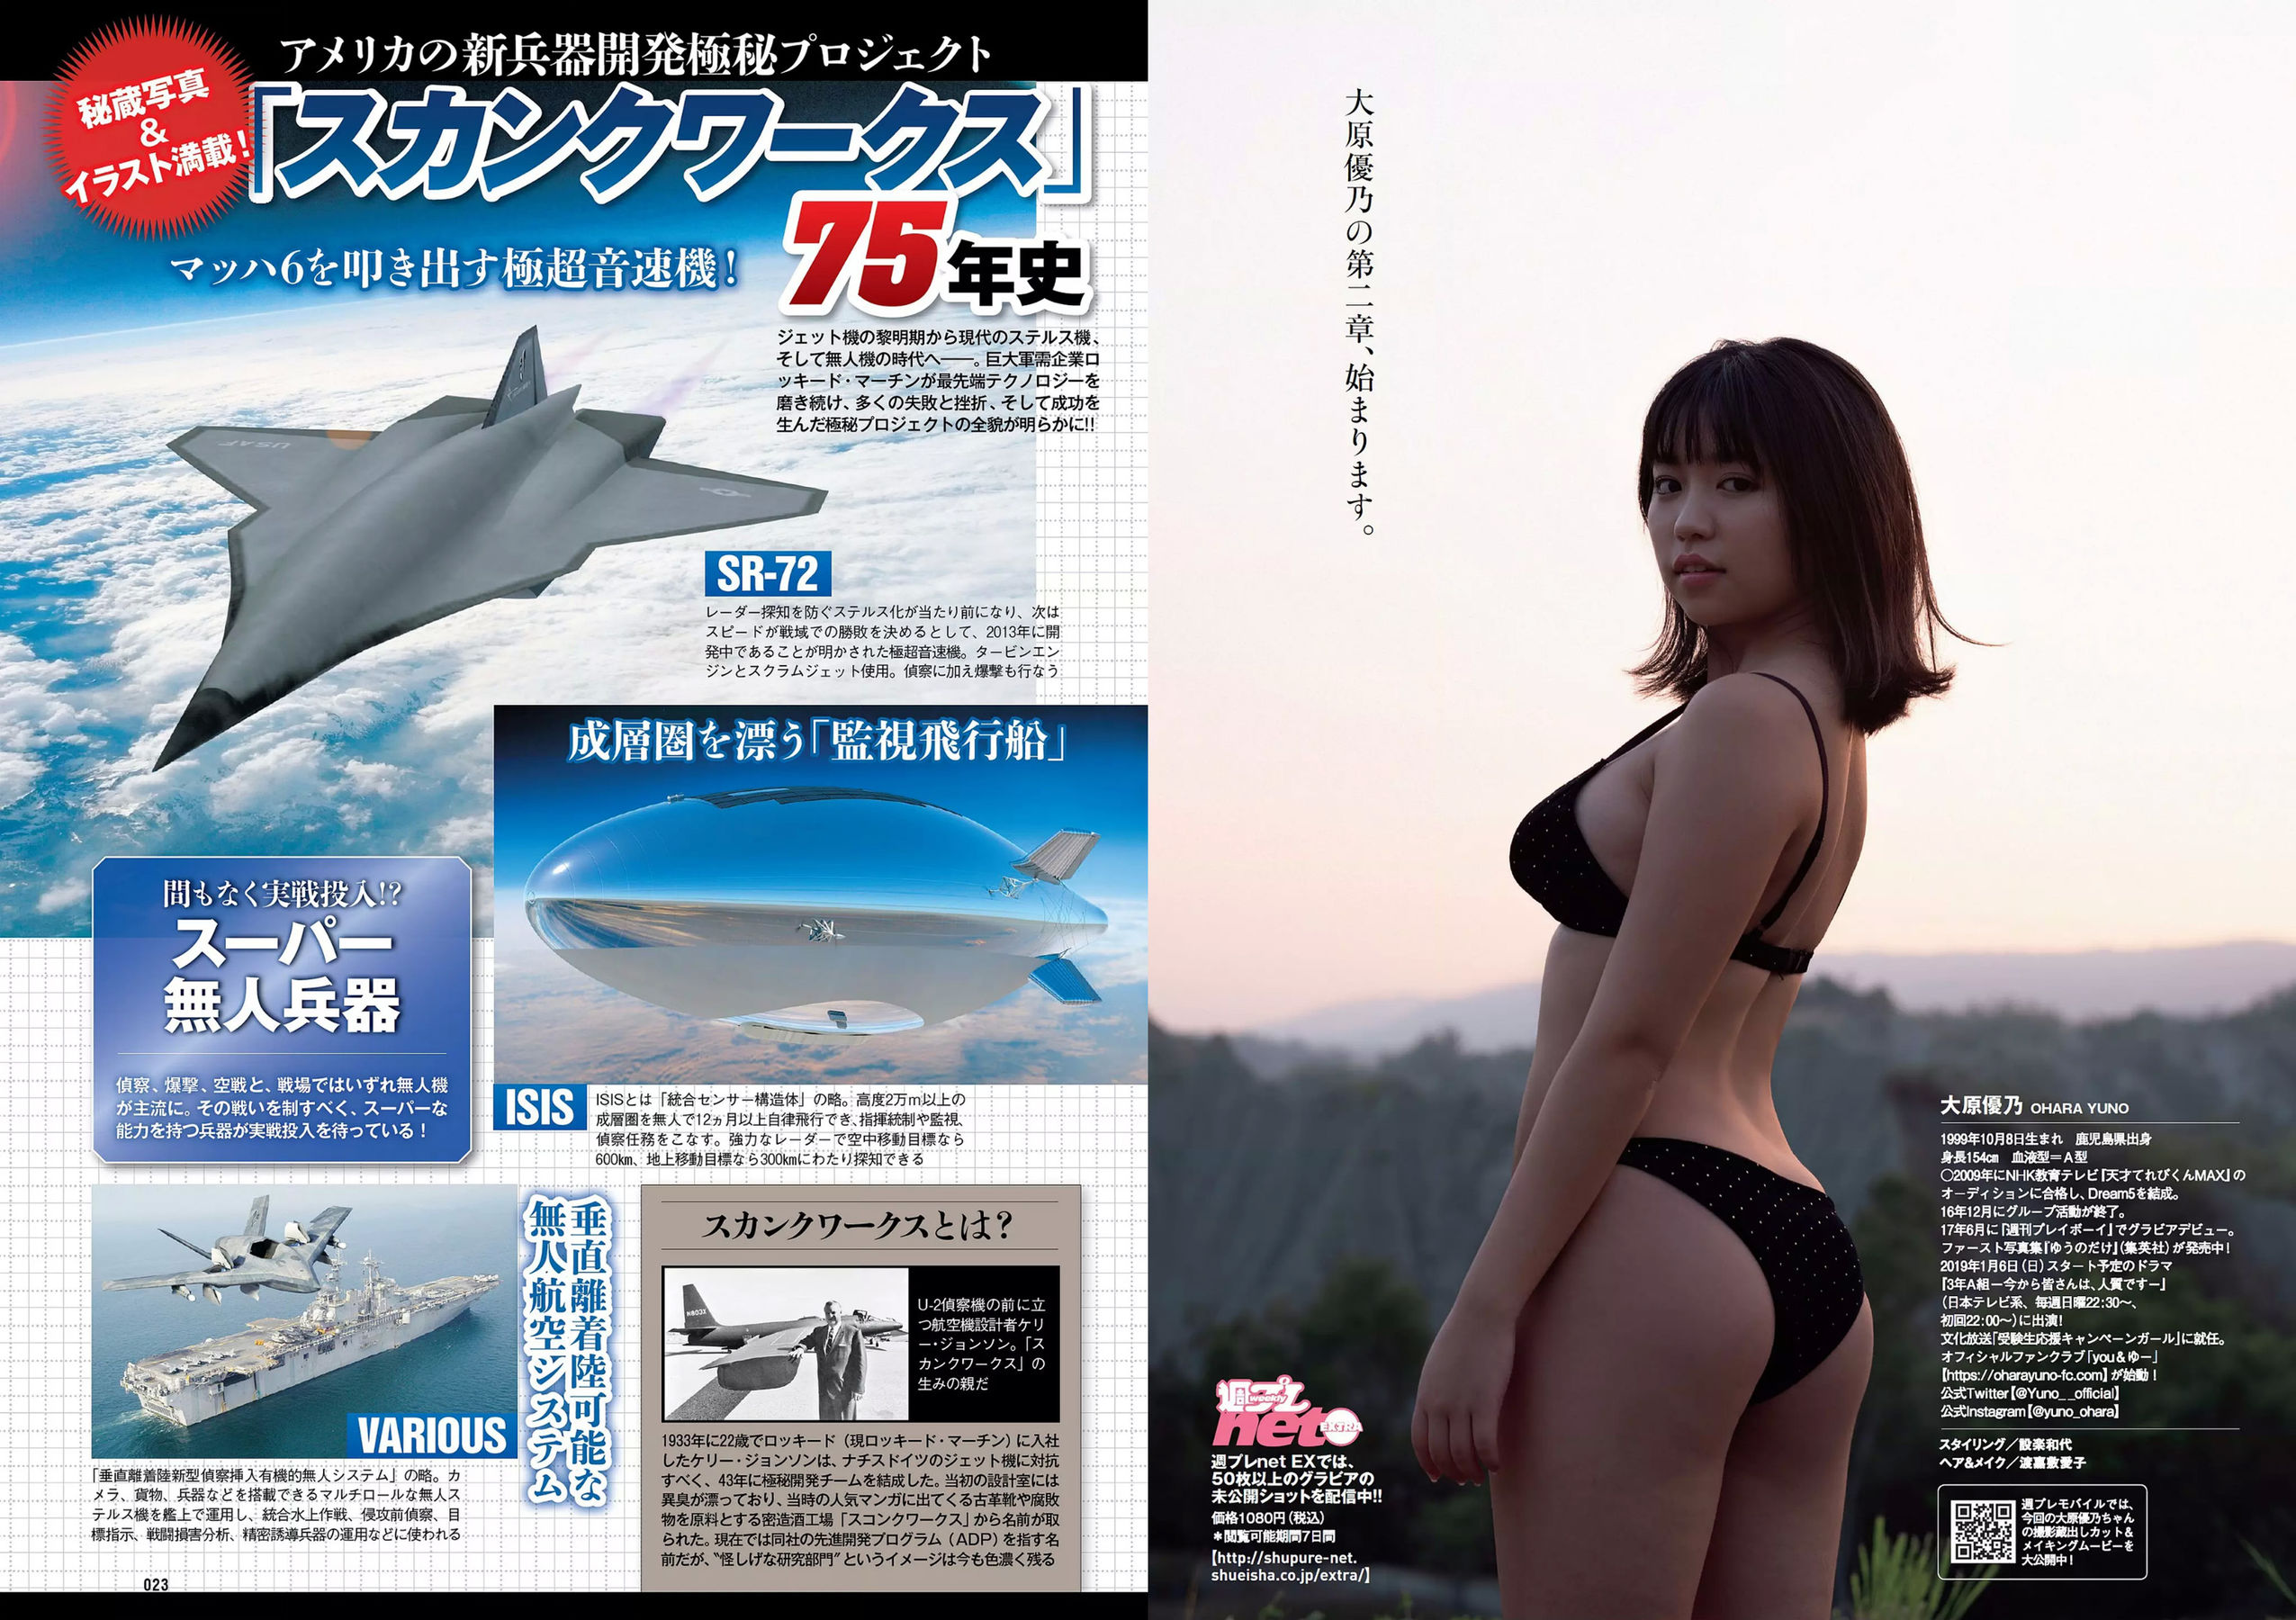 アメリカの新兵器開発極秘プロジェクト
秘蔵写真
&
イラスト満載!
「スカンクワークス」
75年史
マッハ6を叩き出す極超音速機!
ジェット機の黎明期から現代のステルス機、
そして無人機の時代へ——。巨大軍需企業ロ
ッキード・マーチンが最先端テクノロジーを
磨き続け、多くの失敗と挫折、そして成功を
生んだ極秘プロジェクトの全貌が明らかに!!
USAF
SR-72
レーダー探知を防ぐステルス化が当たり前になり、次は
スピードが戦域での勝敗を決めるとして、2013年に開
発中であることが明かされた極超音速機。タービンエン
ジンとスクラムジェット使用。偵察に加え爆撃も行なう
成層圏を漂う「監視飛行船」
間もなく実戦投入!?
スーパー
無人兵器
偵察、爆撃、空戦と、戦場ではいずれ無人機
が主流に。その戦いを制すべく、スーパーな
能力を持つ兵器が実戦投入を待っている!
ISIS
ISISとは「統合センサー構造体」の略。高度2万m以上の
成層圏を無人で12ヵ月以上自律飛行でき、指揮統制や監視、
偵察任務をこなす。強力なレーダーで空中移動目標なら
600km、地上移動目標なら300kmにわたり探知できる
垂直離着陸可能な
無人航空システム
VARIOUS
「垂直離着陸新型偵察挿入有機的無人システム」の略。カ
メラ、貨物、兵器などを搭載できるマルチロールな無人ス
テルス機を艦上で運用し、統合水上作戦、侵攻前偵察、目
標指示、戦闘損害分析、精密誘導兵器の運用などに使われる
スカンクワークスとは?
N803X
U-2偵察機の前に立
つ航空機設計者ケリ
ー・ジョンソン。「ス
カンクワークス」の
生みの親だ
1933年に22歳でロッキード（現ロッキード・マーチン）に入社
したケリー・ジョンソンは、ナチスドイツのジェット機に対抗
すべく、43年に極秘開発チームを結成した。当初の設計室には
異臭が漂っており、当時の人気マンガに出てくる古革靴や腐敗
物を原料とする密造酒工場「スコンクワークス」から名前が取
られた。現在では同社の先進開発プログラム（ADP）を指す名
前だが、〝怪しげな研究部門〟というイメージは今も色濃く残る
023
大原優乃の第二章、始まります。
大原優乃 OHARA YUNO
1999年10月8日生まれ　鹿児島県出身
身長154cm　血液型=A型
○2009年にNHK教育テレビ『天才てれびくんMAX』の
オーディションに合格し、Dream5を結成。
16年12月にグループ活動が終了。
17年6月に『週刊プレイボーイ』でグラビアデビュー。
ファースト写真集『ゆうのだけ』（集英社）が発売中!
2019年1月6日（日）スタート予定のドラマ
『3年A組ー今から皆さんは、人質ですー』
（日本テレビ系、毎週日曜22:30〜、
初回22:00〜）に出演!
文化放送「受験生応援キャンペーンガール」に就任。
オフィシャルファンクラブ「you＆ゆー」
【https://oharayuno-fc.com】が始動!
公式Twitter【@Yuno__official】
公式Instagram【@yuno_ohara】
スタイリング／設楽和代
ヘア&メイク／渡嘉敷愛子
週プレモバイルでは、
今回の大原優乃ちゃん
の撮影蔵出しカット&
メイキングムービーを
大公開中!
週プレ
weekly
net EXTRA
週プレnet EXでは、
50枚以上のグラビアの
未公開ショットを配信中!!
価格1080円（税込）
＊閲覧可能期間7日間
【http://shupure-net.
shueisha.co.jp/extra/】